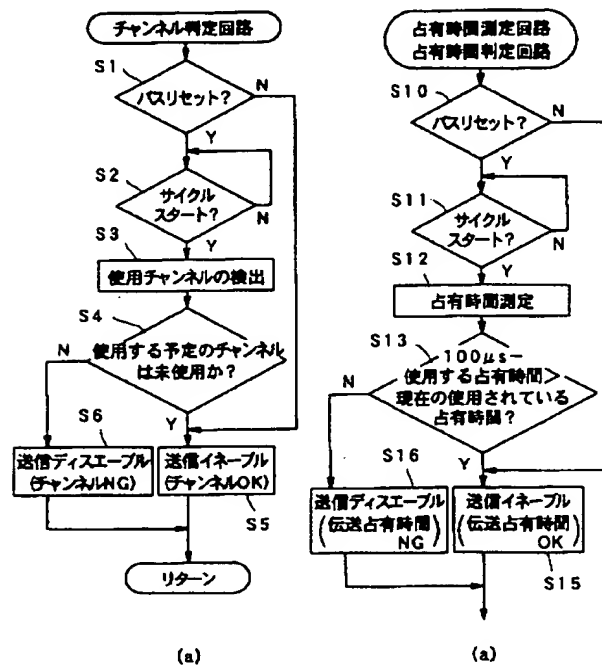 チャンネル判定回路
S1
バスリセット?
N
Y
S2
サイクル
スタート?
N
Y
S3
使用チャンネルの検出
S4
使用する予定のチャンネル
は未使用か?
N
Y
S6
送信ディスエーブル
(チャンネルNG)
送信イネーブル
(チャンネルOK)
S5
リターン
(a)
占有時間測定回路
占有時間判定回路
S10
バスリセット?
N
Y
S11
サイクル
スタート?
N
Y
S12
占有時間測定
S13
100μs−
使用する占有時間>
現在の使用されている
占有時間?
N
Y
S16
送信ディスエーブル
(伝送占有時間
NG)
送信イネーブル
(伝送占有時間
OK)
S15
(a)